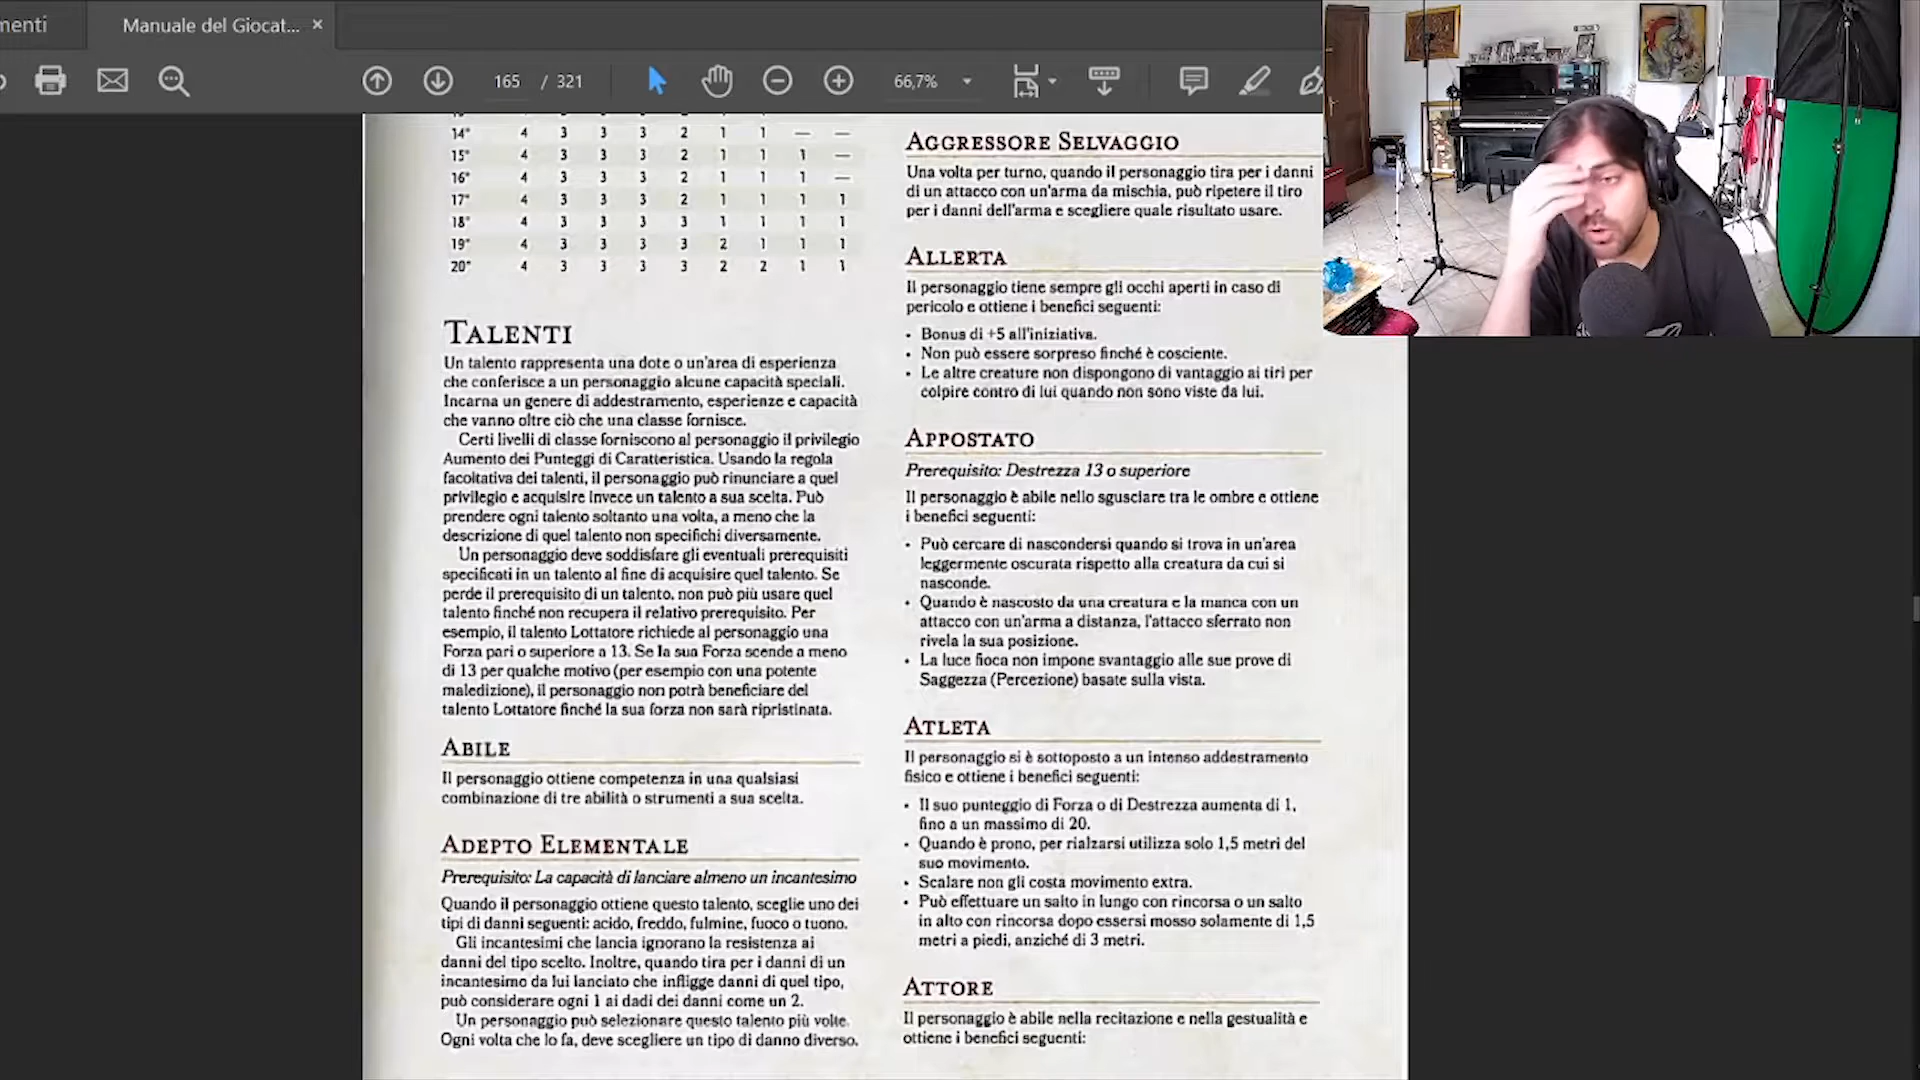 menti
Manuale del Giocat... ×
165 / 321
66,7%
14° 4 3 3 3 2 1 1 — —
15° 4 3 3 3 2 1 1 1 —
16° 4 3 3 3 2 1 1 1 —
17° 4 3 3 3 2 1 1 1 1
18° 4 3 3 3 3 1 1 1 1
19° 4 3 3 3 3 2 1 1 1
20° 4 3 3 3 3 2 2 1 1
TALENTI
Un talento rappresenta una dote o un'area di esperienza
che conferisce a un personaggio alcune capacità speciali.
Incarna un genere di addestramento, esperienze e capacità
che vanno oltre ciò che una classe fornisce.
Certi livelli di classe forniscono al personaggio il privilegio
Aumento dei Punteggi di Caratteristica. Usando la regola
facoltativa dei talenti, il personaggio può rinunciare a quel
privilegio e acquisire invece un talento a sua scelta. Può
prendere ogni talento soltanto una volta, a meno che la
descrizione di quel talento non specifichi diversamente.
Un personaggio deve soddisfare gli eventuali prerequisiti
specificati in un talento al fine di acquisire quel talento. Se
perde il prerequisito di un talento, non può più usare quel
talento finché non recupera il relativo prerequisito. Per
esempio, il talento Lottatore richiede al personaggio una
Forza pari o superiore a 13. Se la sua Forza scende a meno
di 13 per qualche motivo (per esempio con una potente
maledizione), il personaggio non potrà beneficiare del
talento Lottatore finché la sua forza non sarà ripristinata.
ABILE
Il personaggio ottiene competenza in una qualsiasi
combinazione di tre abilità o strumenti a sua scelta.
ADEPTO ELEMENTALE
Prerequisito: La capacità di lanciare almeno un incantesimo
Quando il personaggio ottiene questo talento, sceglie uno dei
tipi di danni seguenti: acido, freddo, fulmine, fuoco o tuono.
Gli incantesimi che lancia ignorano la resistenza ai
danni del tipo scelto. Inoltre, quando tira per i danni di un
incantesimo da lui lanciato che infligge danni di quel tipo,
può considerare ogni 1 ai dadi dei danni come un 2.
Un personaggio può selezionare questo talento più volte.
Ogni volta che lo fa, deve scegliere un tipo di danno diverso.
AGGRESSORE SELVAGGIO
Una volta per turno, quando il personaggio tira per i danni
di un attacco con un'arma da mischia, può ripetere il tiro
per i danni dell'arma e scegliere quale risultato usare.
ALLERTA
Il personaggio tiene sempre gli occhi aperti in caso di
pericolo e ottiene i benefici seguenti:
• Bonus di +5 all'iniziativa.
• Non può essere sorpreso finché è cosciente.
• Le altre creature non dispongono di vantaggio ai tiri per
colpire contro di lui quando non sono viste da lui.
APPOSTATO
Prerequisito: Destrezza 13 o superiore
Il personaggio è abile nello sgusciare tra le ombre e ottiene
i benefici seguenti:
• Può cercare di nascondersi quando si trova in un'area
leggermente oscurata rispetto alla creatura da cui si
nasconde.
• Quando è nascosto da una creatura e la manca con un
attacco con un'arma a distanza, l'attacco sferrato non
rivela la sua posizione.
• La luce fioca non impone svantaggio alle sue prove di
Saggezza (Percezione) basate sulla vista.
ATLETA
Il personaggio si è sottoposto a un intenso addestramento
fisico e ottiene i benefici seguenti:
• Il suo punteggio di Forza o di Destrezza aumenta di 1,
fino a un massimo di 20.
• Quando è prono, per rialzarsi utilizza solo 1,5 metri del
suo movimento.
• Scalare non gli costa movimento extra.
• Può effettuare un salto in lungo con rincorsa o un salto
in alto con rincorsa dopo essersi mosso solamente di 1,5
metri a piedi, anziché di 3 metri.
ATTORE
Il personaggio è abile nella recitazione e nella gestualità e
ottiene i benefici seguenti: